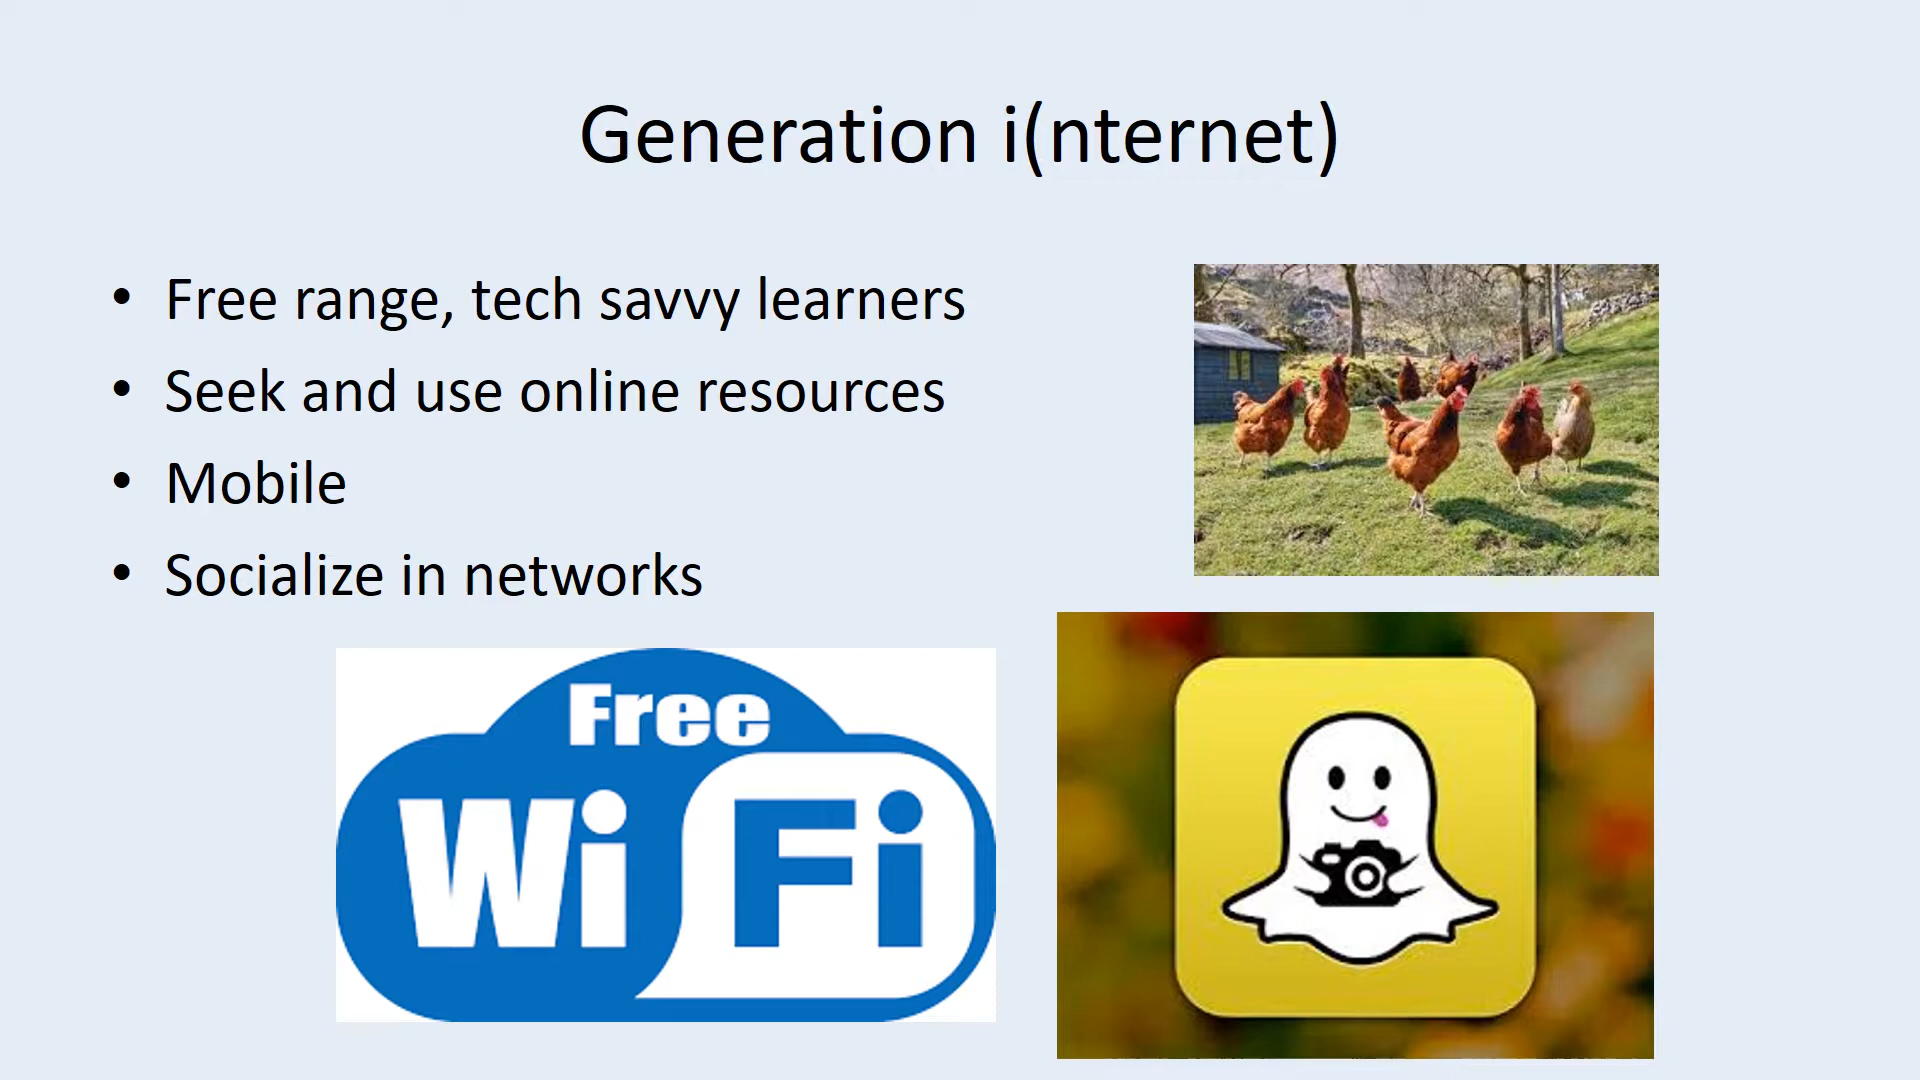 Generation i(nternet)
• Free range, tech savvy learners
• Seek and use online resources
• Mobile
• Socialize in networks
Free
Wi Fi